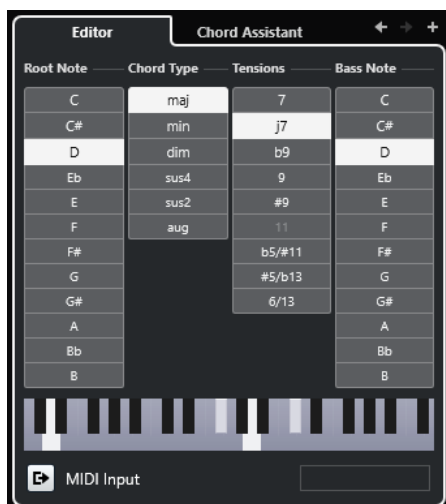 Editor
Chord Assistant
Root Note
C
C#
D
Eb
E
F
F#
G
G#
A
Bb
B
Chord Type
maj
min
dim
sus4
sus2
aug
Tensions
7
j7
b9
9
#9
11
b5/#11
#5/b13
6/13
Bass Note
C
C#
D
Eb
E
F
F#
G
G#
A
Bb
B
MIDI Input